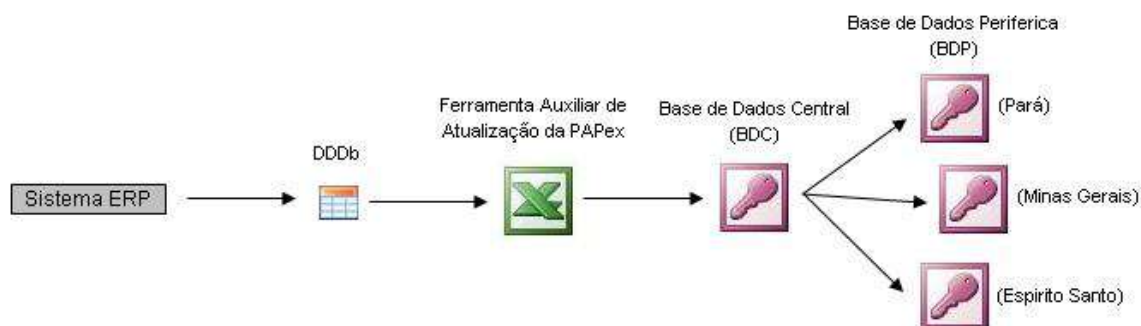 Base de Dados Periferica
(BDP)
Ferramenta Auxiliar de
Atualização da PAPex
Base de Dados Central
(BDC)
(Pará)
DDDb
Sistema ERP
(Minas Gerais)
(Espirito Santo)